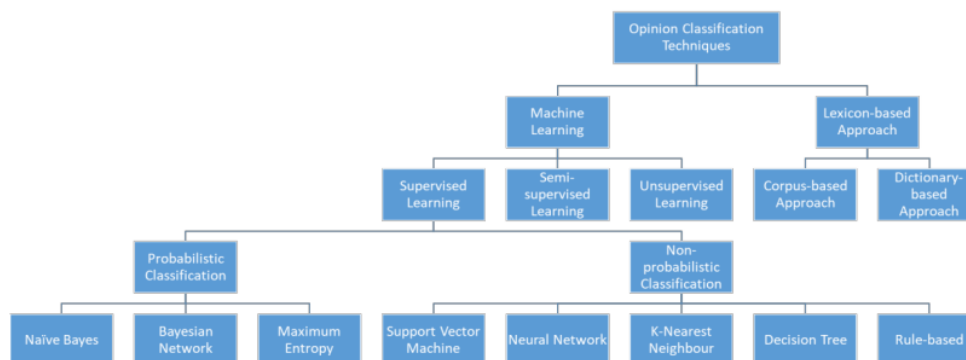 Opinion Classification
Techniques
Machine
Learning
Lexicon-based
Approach
Supervised
Learning
Semi-
supervised
Learning
Unsupervised
Learning
Corpus-based
Approach
Dictionary-
based
Approach
Probabilistic
Classification
Non-
probabilistic
Classification
Naïve Bayes
Bayesian
Network
Maximum
Entropy
Support Vector
Machine
Neural Network
K-Nearest
Neighbour
Decision Tree
Rule-based